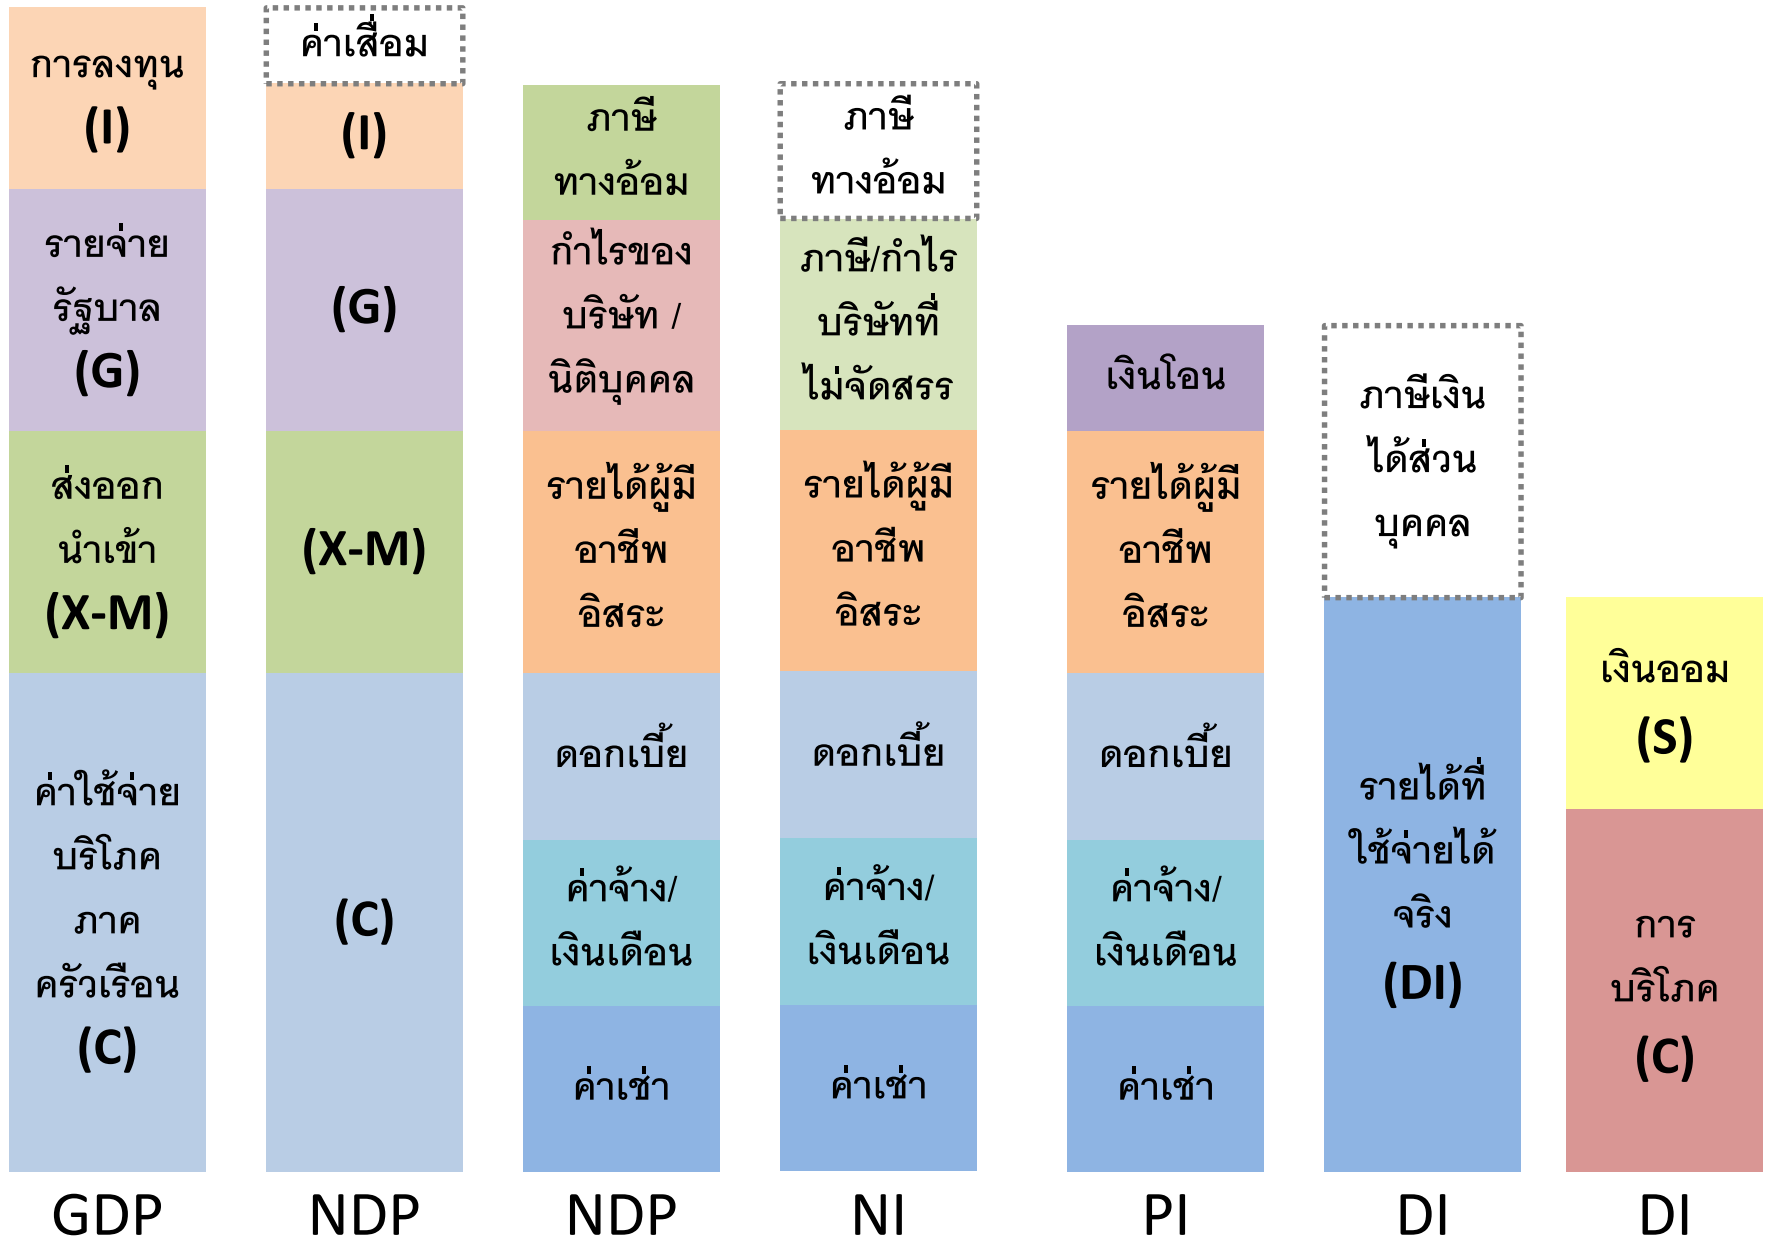 การลงทุน
(I)
รายจ่าย
รัฐบาล
(G)
ส่งออก
นำเข้า
(X-M)
ค่าใช้จ่าย
บริโภค
ภาค
ครัวเรือน
(C)
GDP
ค่าเสื่อม
(I)
(G)
(X-M)
(C)
NDP
ภาษี
ทางอ้อม
กำไรของ
บริษัท /
นิติบุคคล
รายได้ผู้มี
อาชีพ
อิสระ
ดอกเบี้ย
ค่าจ้าง/
เงินเดือน
ค่าเช่า
NDP
ภาษี
ทางอ้อม
ภาษี/กำไร
บริษัทที่
ไม่จัดสรร
รายได้ผู้มี
อาชีพ
อิสระ
ดอกเบี้ย
ค่าจ้าง/
เงินเดือน
ค่าเช่า
NI
เงินโอน
รายได้ผู้มี
อาชีพ
อิสระ
ดอกเบี้ย
ค่าจ้าง/
เงินเดือน
ค่าเช่า
PI
ภาษีเงิน
ได้ส่วน
บุคคล
รายได้ที่
ใช้จ่ายได้
จริง
(DI)
DI
เงินออม
(S)
การ
บริโภค
(C)
DI